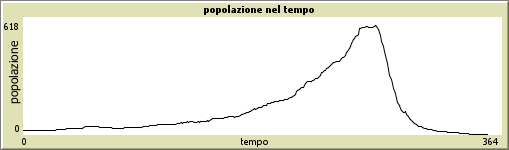 popolazione nel tempo
618
popolazione
0
0 tempo 364